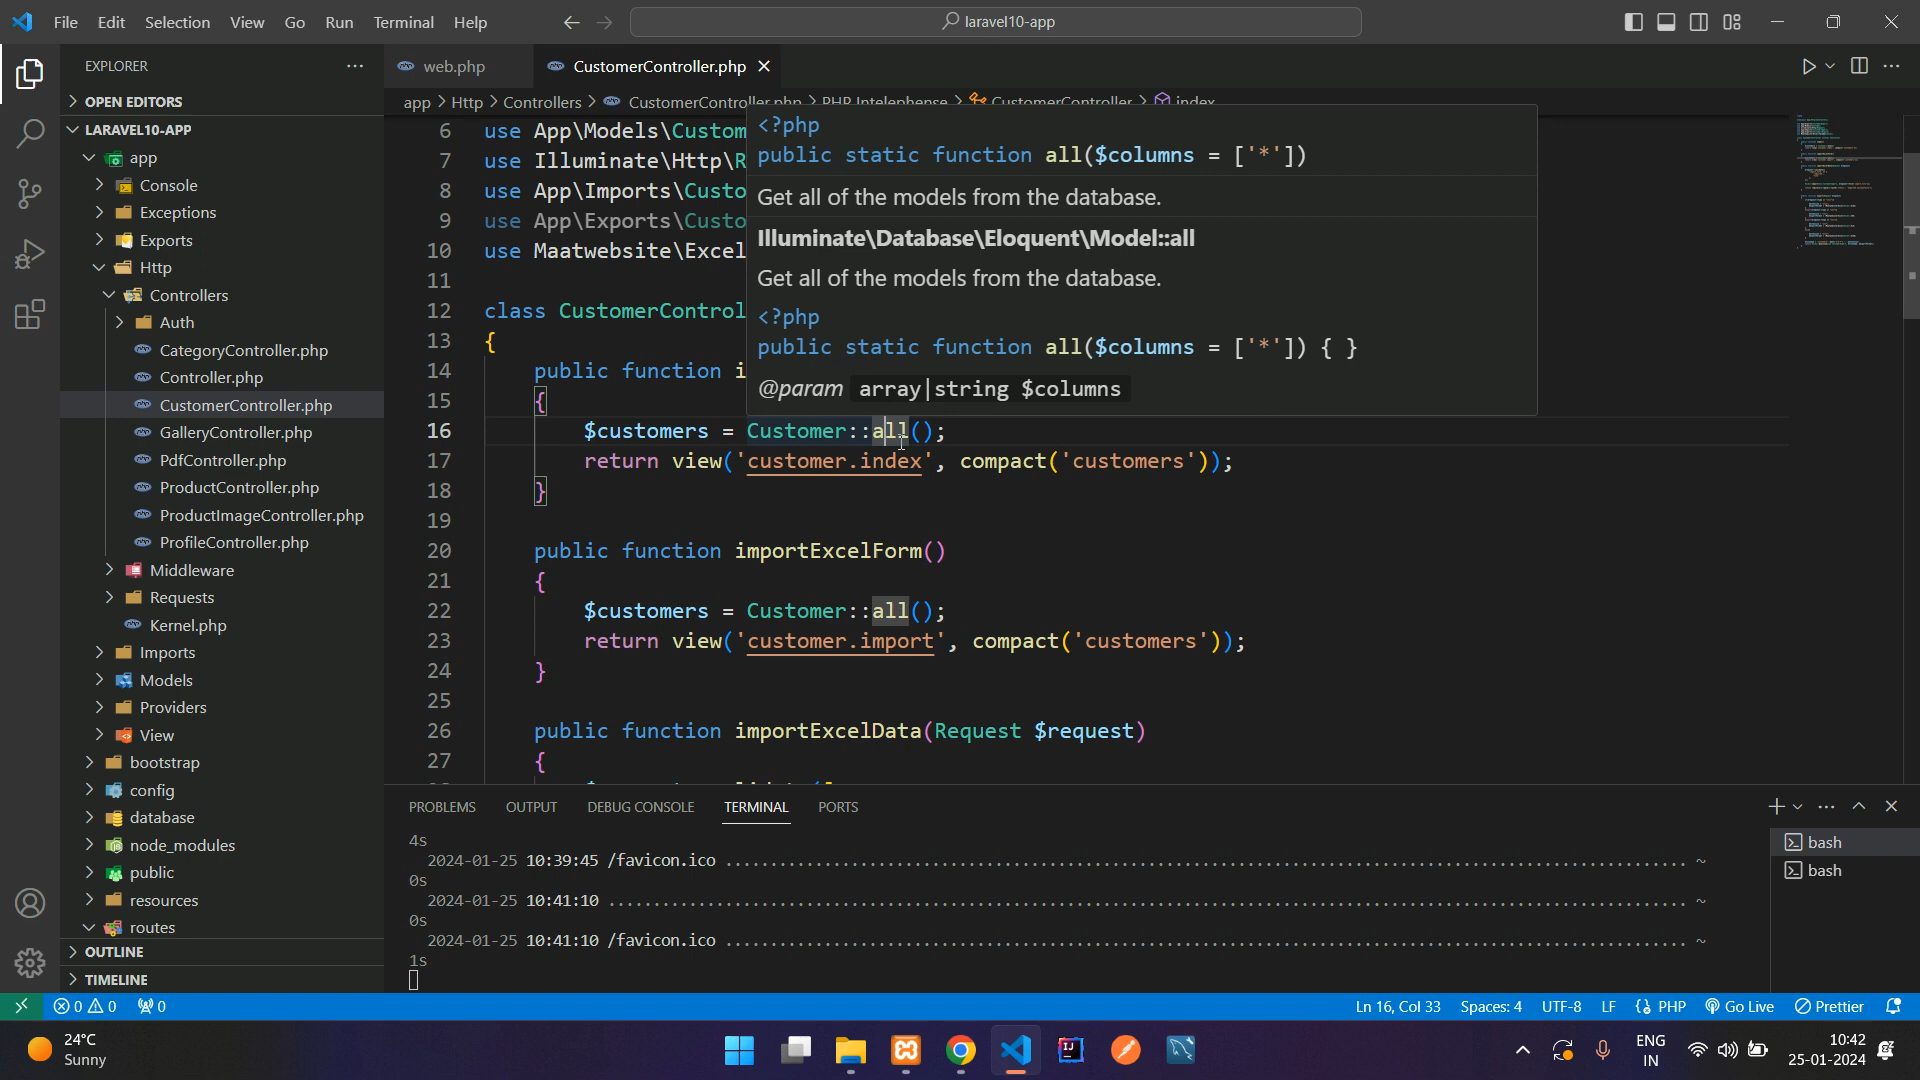 File Edit Selection View Go Run Terminal Help
laravel10-app
EXPLORER
OPEN EDITORS
LARAVEL10-APP
app
Console
Exceptions
Exports
Http
Controllers
Auth
CategoryController.php
Controller.php
CustomerController.php
GalleryController.php
PdfController.php
ProductController.php
ProductImageController.php
ProfileController.php
Middleware
Requests
Kernel.php
Imports
Models
Providers
View
bootstrap
config
database
node_modules
public
resources
routes
OUTLINE
TIMELINE
web.php CustomerController.php
app > Http > Controllers > CustomerController.php > PHP Intelephense > CustomerController > index
6 use App\Models\Custom
7 use Illuminate\Http\R
8 use App\Imports\Custo
9 use App\Exports\Custo
10 use Maatwebsite\Excel
11
12 class CustomerControl
13 {
14 public function i
15 {
16 $customers = Customer::all();
17 return view('customer.index', compact('customers'));
18 }
19
20 public function importExcelForm()
21 {
22 $customers = Customer::all();
23 return view('customer.import', compact('customers'));
24 }
25
26 public function importExcelData(Request $request)
27 {
<?php
public static function all($columns = ['*'])
Get all of the models from the database.
Illuminate\Database\Eloquent\Model::all
Get all of the models from the database.
<?php
public static function all($columns = ['*']) { }
@param array|string $columns
PROBLEMS OUTPUT DEBUG CONSOLE TERMINAL PORTS
4s
2024-01-25 10:39:45 /favicon.ico ........................................ ~
0s
2024-01-25 10:41:10 ........................................ ~
0s
2024-01-25 10:41:10 /favicon.ico ........................................ ~
1s
bash
bash
0 0 0
Ln 16, Col 33 Spaces: 4 UTF-8 LF {} PHP Go Live Prettier
24°C
Sunny
ENG
IN
10:42
25-01-2024